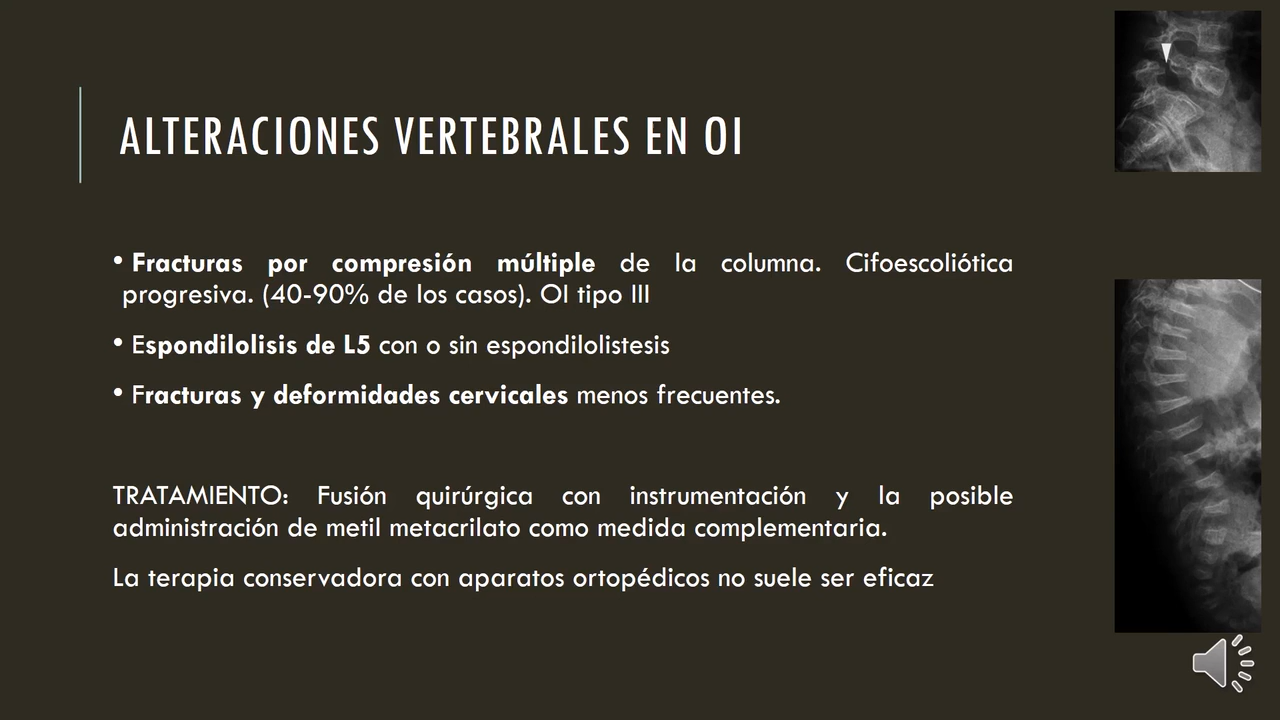 ALTERACIONES VERTEBRALES EN OI
• Fracturas por compresión múltiple de la columna. Cifoescoliótica
progresiva. (40-90% de los casos). OI tipo III
• Espondilolisis de L5 con o sin espondilolistesis
• Fracturas y deformidades cervicales menos frecuentes.
TRATAMIENTO: Fusión quirúrgica con instrumentación y la posible
administración de metil metacrilato como medida complementaria.
La terapia conservadora con aparatos ortopédicos no suele ser eficaz